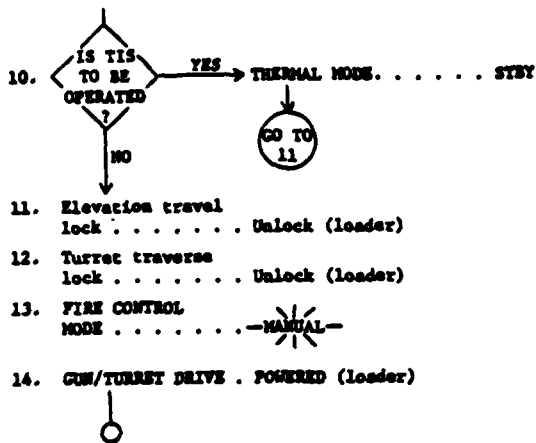 IS TIS
10. TO BE YES THERMAL MODE. . . . . . STBY
OPERATED
?
GO TO
11
NO
11. Elevation travel
lock . . . . . . . Unlock (loader)
12. Turret traverse
lock . . . . . . . Unlock (loader)
13. FIRE CONTROL
MODE . . . . . . . MANUAL
14. GUN/TURRET DRIVE . POWERED (loader)